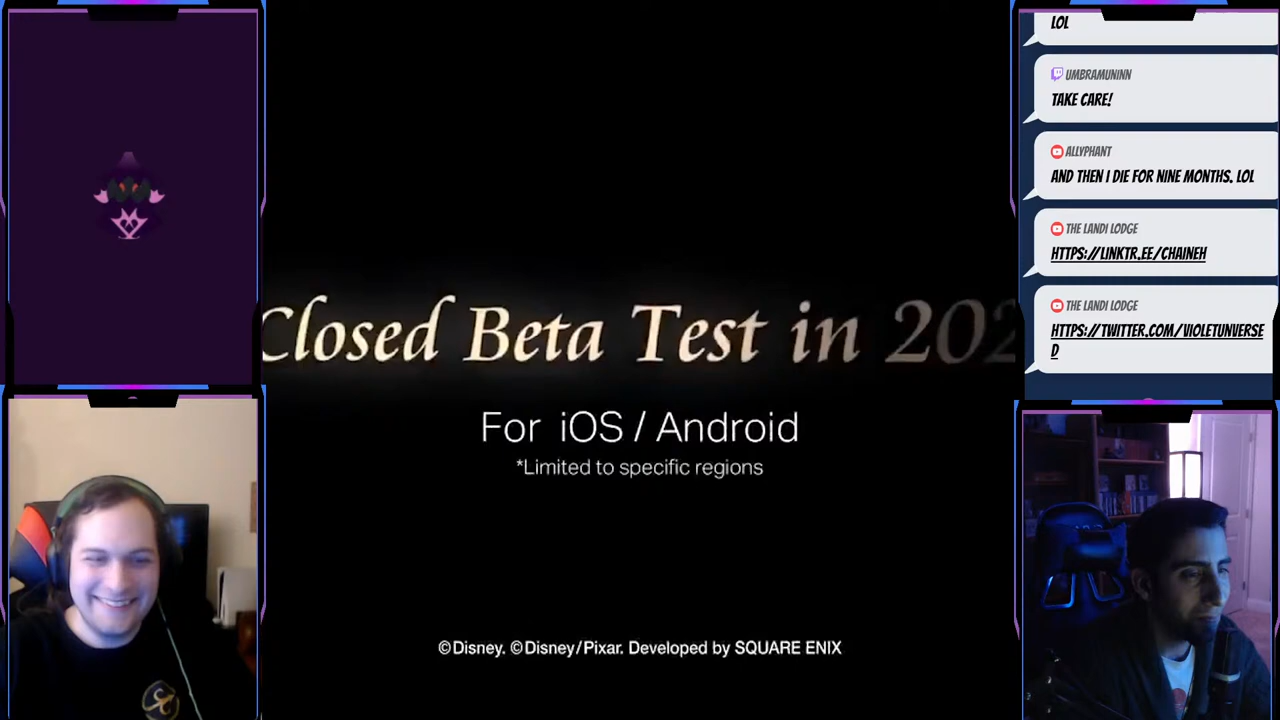 Closed Beta Test in 202
For iOS / Android
*Limited to specific regions
©Disney. ©Disney/Pixar. Developed by SQUARE ENIX
LOL
UMBRAMUNINN
TAKE CARE!
ALLYPHANT
AND THEN I DIE FOR NINE MONTHS. LOL
THE LANDI LODGE
HTTPS://LINKTR.EE/CHAINEH
THE LANDI LODGE
HTTPS://TWITTER.COM/VIOLETUNVERSE
D